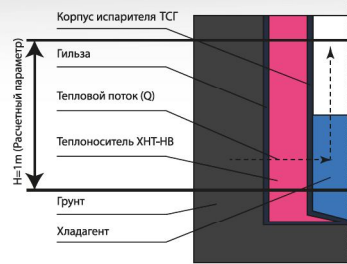 Корпус испарителя ТСГ
Гильза
Тепловой поток (Q)
Теплоноситель ХНТ-НВ
Грунт
Хладагент
H=1m (Расчетный параметр)